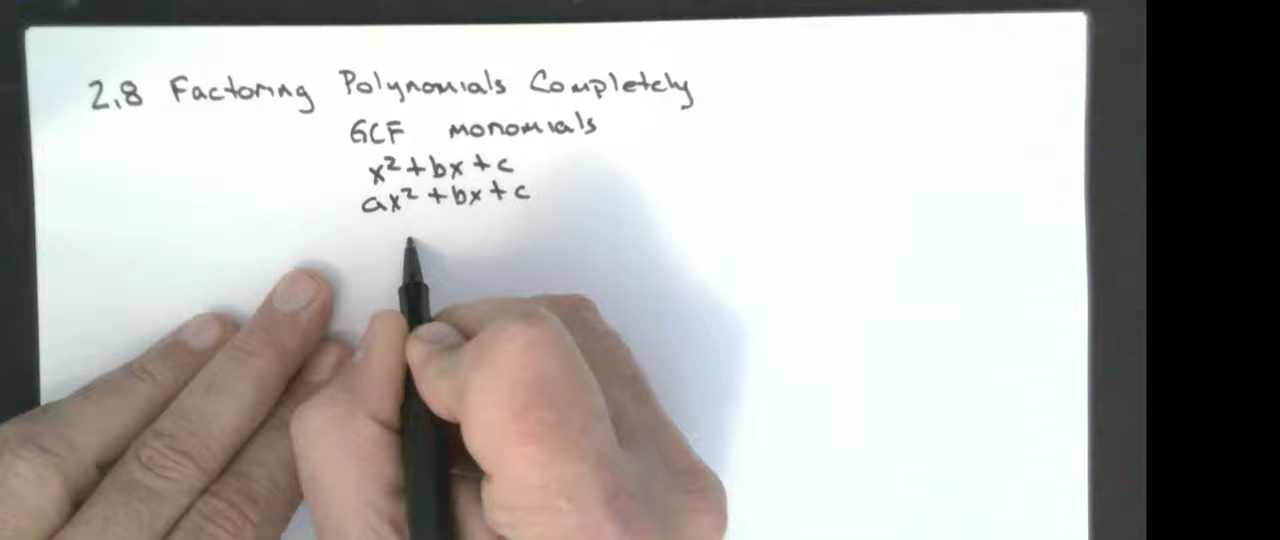 2.8 Factoring Polynomials Completely
GCF monomials
x²+bx+c
ax²+bx+c